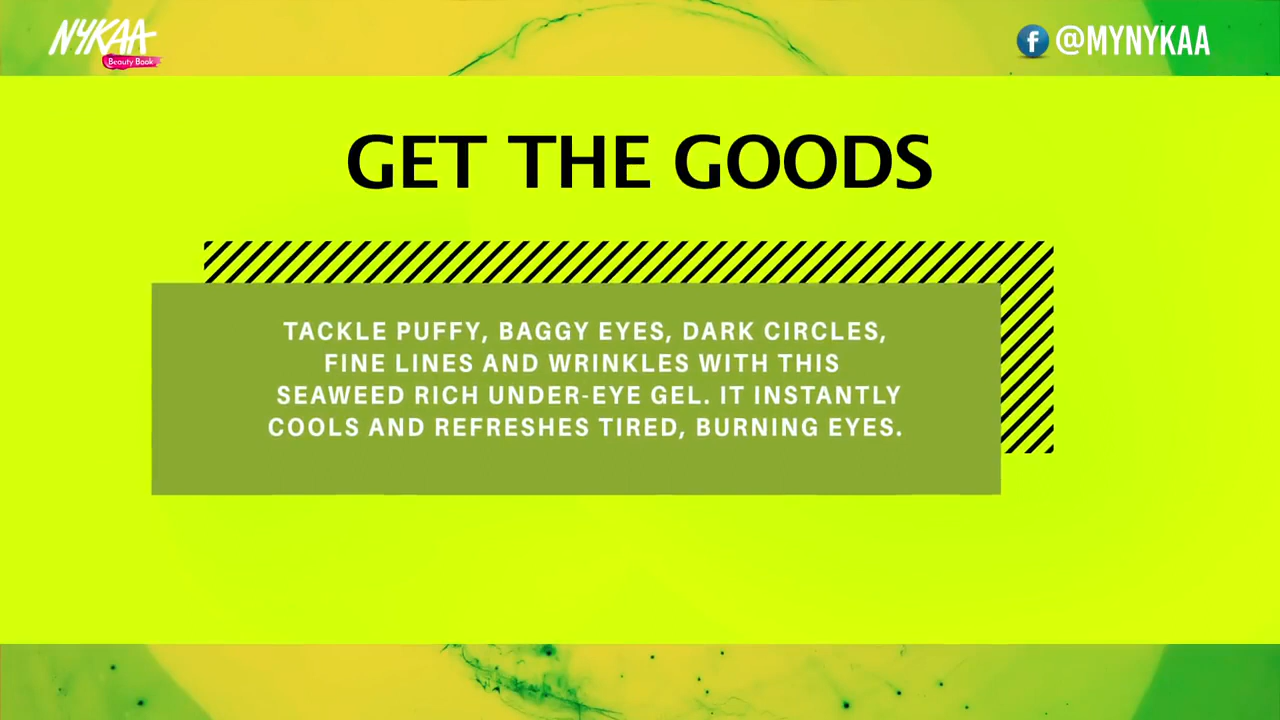 NYKAA
Beauty Book
f @MYNYKAA
GET THE GOODS
TACKLE PUFFY, BAGGY EYES, DARK CIRCLES,
FINE LINES AND WRINKLES WITH THIS
SEAWEED RICH UNDER-EYE GEL. IT INSTANTLY
COOLS AND REFRESHES TIRED, BURNING EYES.